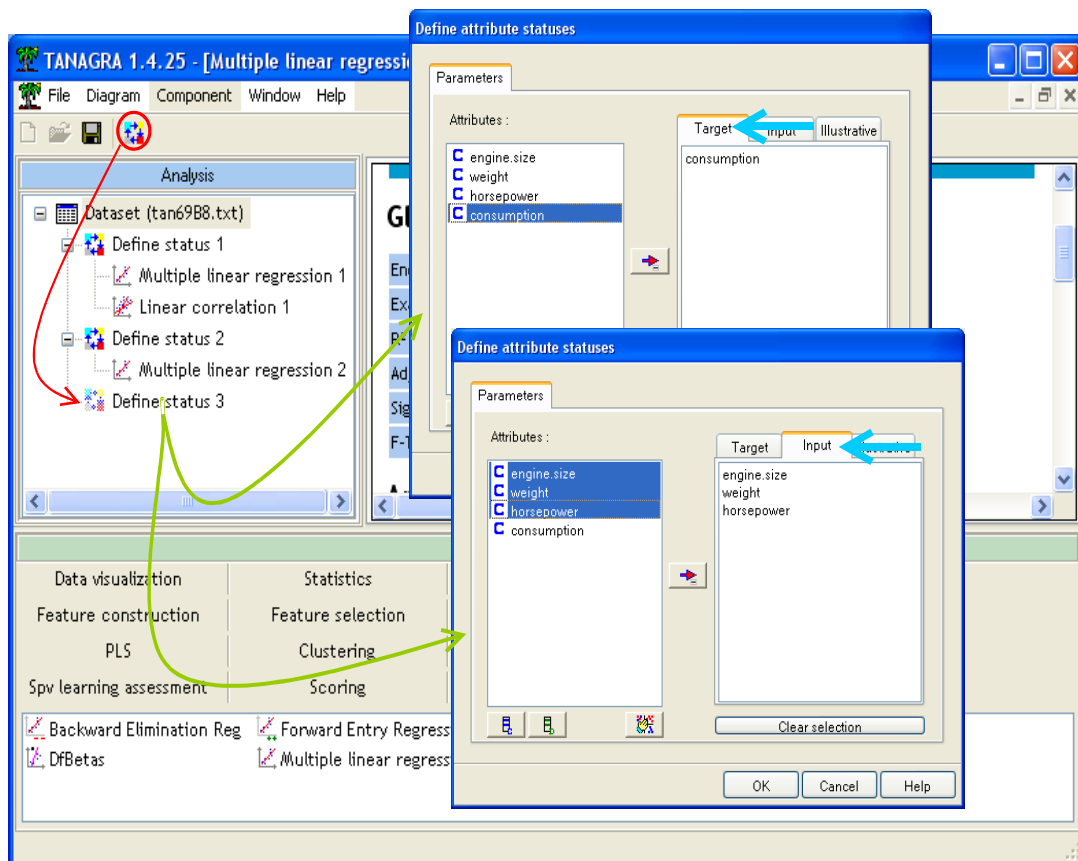 Define attribute statuses
TANAGRA 1.4.25 - [Multiple linear regressi
File Diagram Component Window Help
Parameters
Attributes :
Target Input Illustrative
engine.size
weight
horsepower
consumption
consumption
Analysis
Dataset (tan69B8.txt)
Define status 1
Multiple linear regression 1
Linear correlation 1
Define status 2
Multiple linear regression 2
Define status 3
Define attribute statuses
Parameters
Attributes :
Target Input
engine.size
weight
horsepower
consumption
engine.size
weight
horsepower
Clear selection
OK Cancel Help
Data visualization Statistics
Feature construction Feature selection
PLS Clustering
Spv learning assessment Scoring
Backward Elimination Reg Forward Entry Regress
DfBetas Multiple linear regress